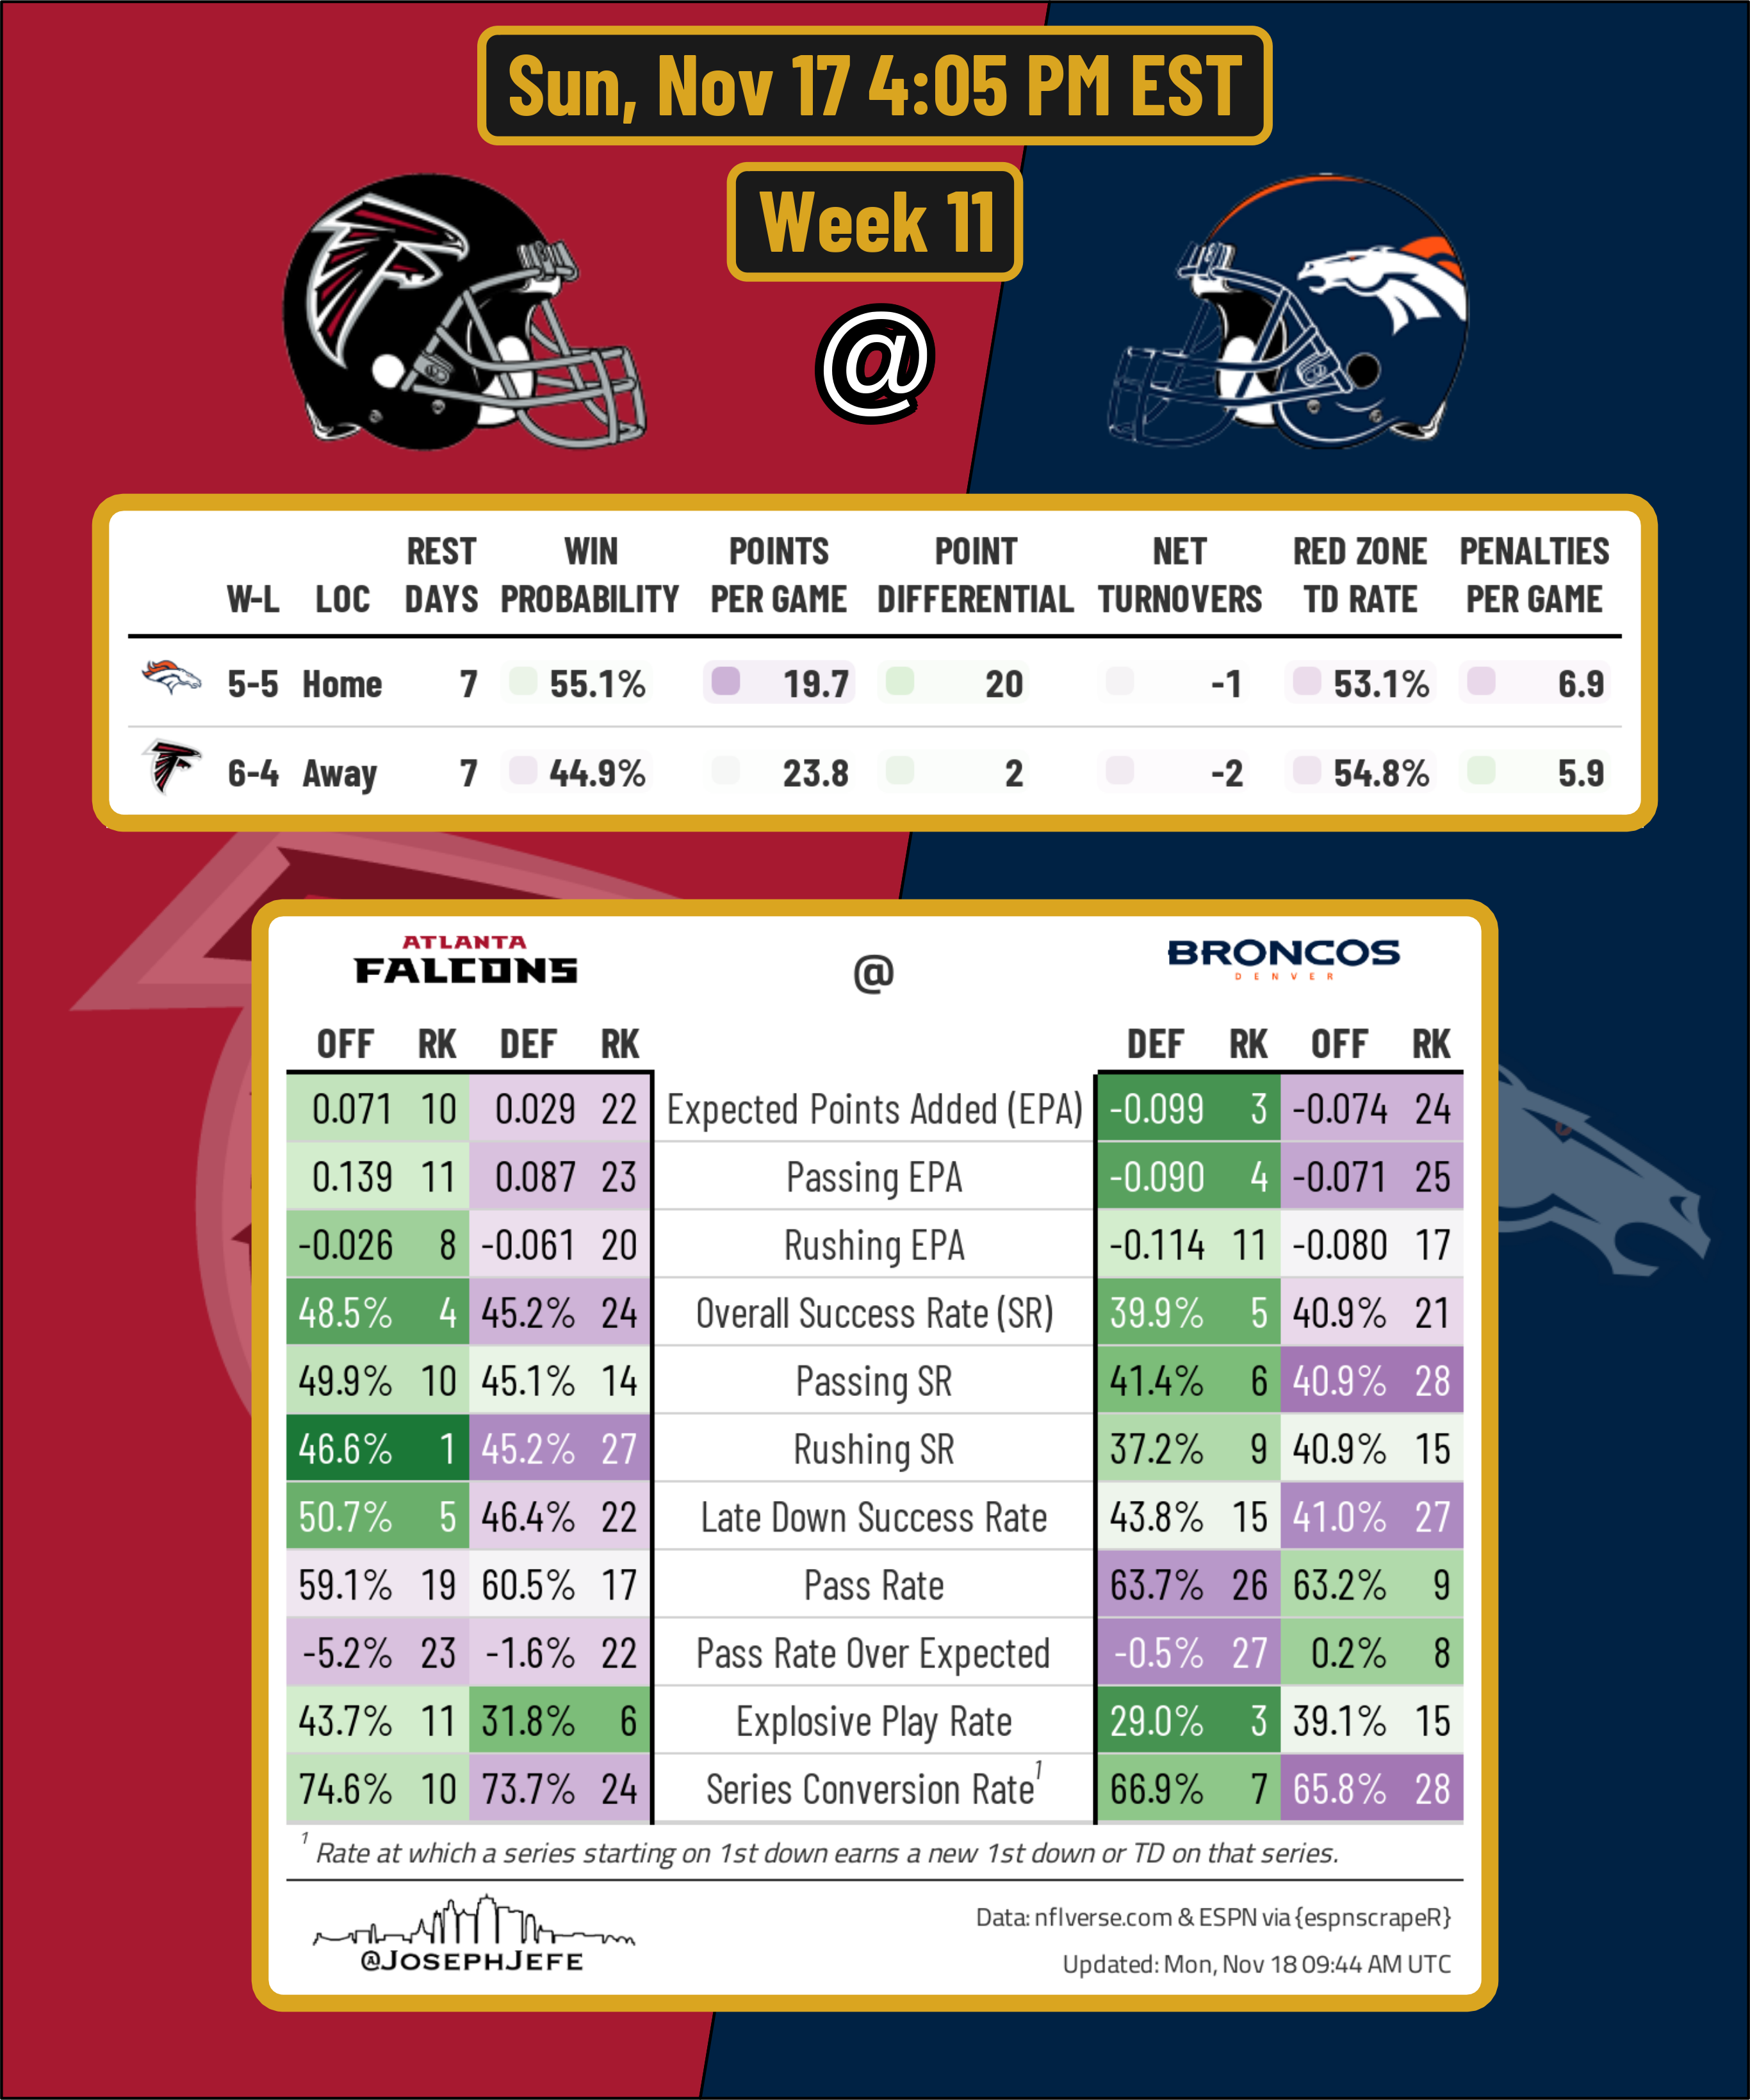 Sun, Nov 17 4:05 PM EST
Week 11
@
REST WIN POINTS POINT NET RED ZONE PENALTIES
W-L LOC DAYS PROBABILITY PER GAME DIFFERENTIAL TURNOVERS TD RATE PER GAME
5-5 Home 7 55.1% 19.7 20 -1 53.1% 6.9
6-4 Away 7 44.9% 23.8 2 -2 54.8% 5.9
ATLANTA
FALCONS
@
BRONCOS
DENVER
OFF RK DEF RK DEF RK OFF RK
0.071 10 0.029 22 Expected Points Added (EPA) -0.099 3 -0.074 24
0.139 11 0.087 23 Passing EPA -0.090 4 -0.071 25
-0.026 8 -0.061 20 Rushing EPA -0.114 11 -0.080 17
48.5% 4 45.2% 24 Overall Success Rate (SR) 39.9% 5 40.9% 21
49.9% 10 45.1% 14 Passing SR 41.4% 6 40.9% 28
46.6% 1 45.2% 27 Rushing SR 37.2% 9 40.9% 15
50.7% 5 46.4% 22 Late Down Success Rate 43.8% 15 41.0% 27
59.1% 19 60.5% 17 Pass Rate 63.7% 26 63.2% 9
-5.2% 23 -1.6% 22 Pass Rate Over Expected -0.5% 27 0.2% 8
43.7% 11 31.8% 6 Explosive Play Rate 29.0% 3 39.1% 15
74.6% 10 73.7% 24 Series Conversion Rate¹ 66.9% 7 65.8% 28
¹ Rate at which a series starting on 1st down earns a new 1st down or TD on that series.
@JOSEPHJEFE
Data: nflverse.com & ESPN via {espnscrapeR}
Updated: Mon, Nov 18 09:44 AM UTC